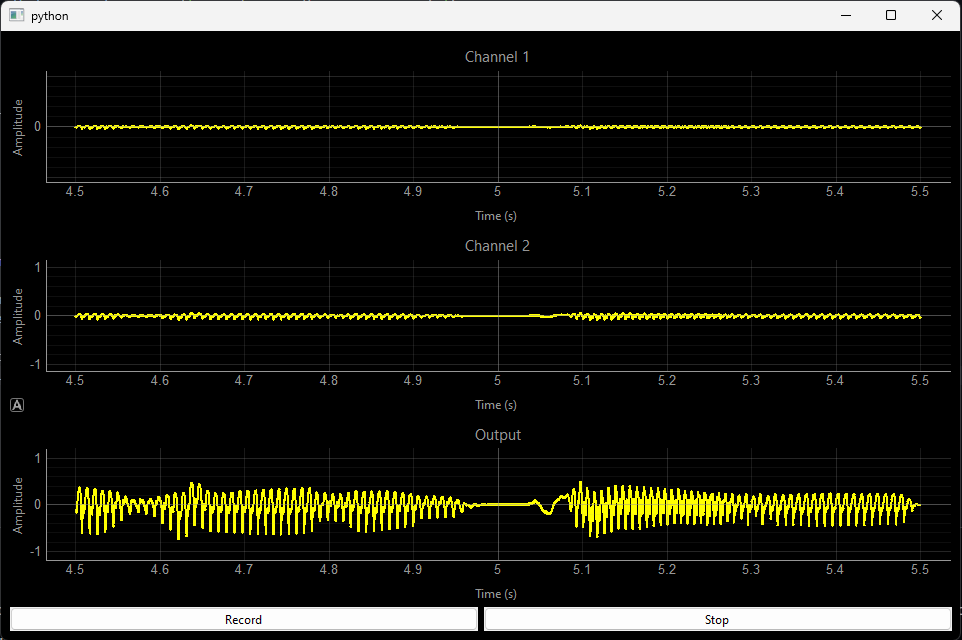 python
Channel 1
Amplitude
0
4.5 4.6 4.7 4.8 4.9 5 5.1 5.2 5.3 5.4 5.5
Time (s)
Channel 2
Amplitude
1
0
-1
4.5 4.6 4.7 4.8 4.9 5 5.1 5.2 5.3 5.4 5.5
A
Time (s)
Output
Amplitude
1
0
-1
4.5 4.6 4.7 4.8 4.9 5 5.1 5.2 5.3 5.4 5.5
Time (s)
Record Stop